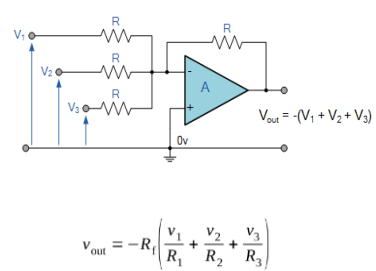 R
R
V₁
R
V₂
-
A
R
V₃
+
Vout = -(V₁ + V₂ + V₃)
0v
vout = −Rf(v₁/R₁ + v₂/R₂ + v₃/R₃)